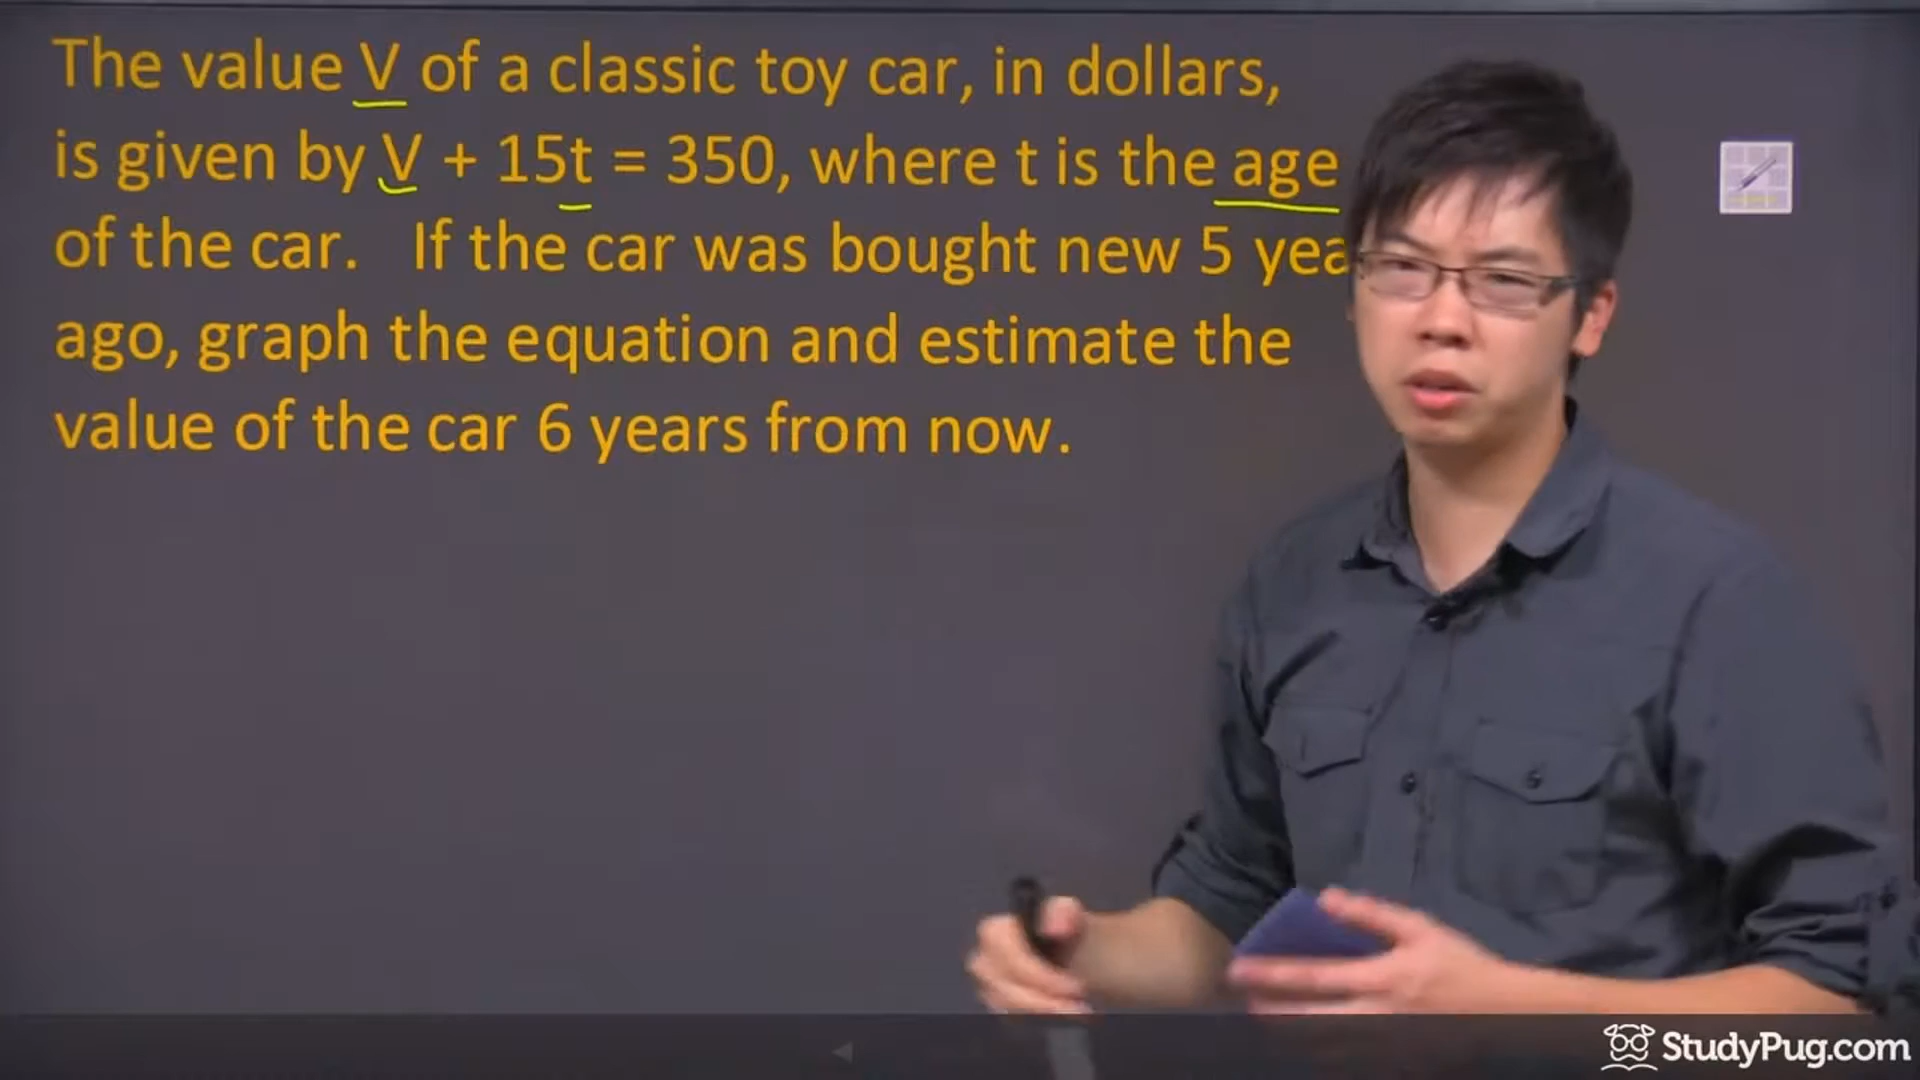 The value V of a classic toy car, in dollars,
is given by V + 15t = 350, where t is the age
of the car. If the car was bought new 5 yea
ago, graph the equation and estimate the
value of the car 6 years from now.
StudyPug.com